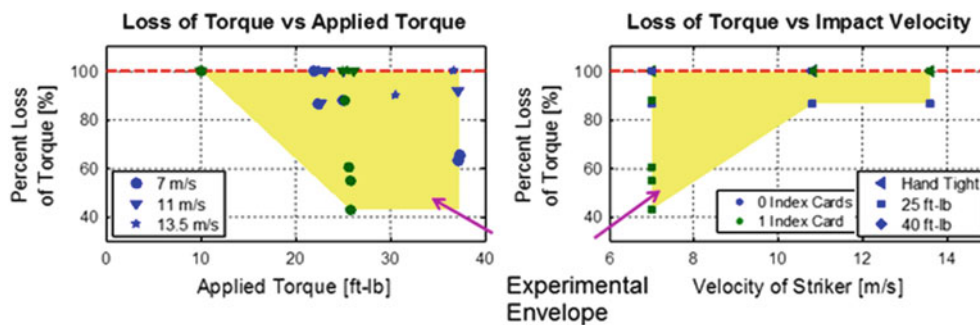 Loss of Torque vs Applied Torque
Percent Loss
of Torque [%]
100
80
60
40
7 m/s
11 m/s
13.5 m/s
0
10
20
30
40
Applied Torque [ft-lb]
Loss of Torque vs Impact Velocity
Percent Loss
of Torque [%]
100
80
60
40
0 Index Cards
1 Index Card
Hand Tight
25 ft-lb
40 ft-lb
6
8
10
12
14
Velocity of Striker [m/s]
Experimental
Envelope